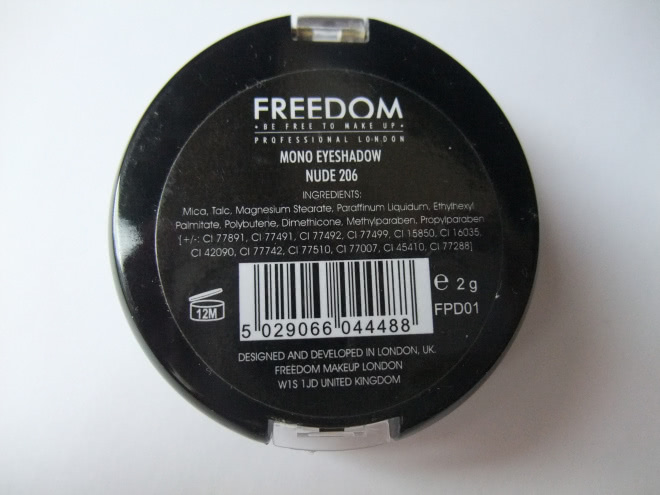 FREEDOM
• BE FREE TO MAKE UP •
PROFESSIONAL LONDON
MONO EYESHADOW
NUDE 206
INGREDIENTS:
Mica, Talc, Magnesium Stearate, Paraffinum Liquidum, Ethylhexyl
Palmitate, Polybutene, Dimethicone, Methylparaben, Propylparaben
[+/-: CI 77891, CI 77491, CI 77492, CI 77499, CI 15850, CI 16035,
CI 42090, CI 77742, CI 77510, CI 77007, CI 45410, CI 77288]
12M
5 029066 044488
℮ 2 g
FPD01
DESIGNED AND DEVELOPED IN LONDON, UK.
FREEDOM MAKEUP LONDON
W1S 1JD UNITED KINGDOM